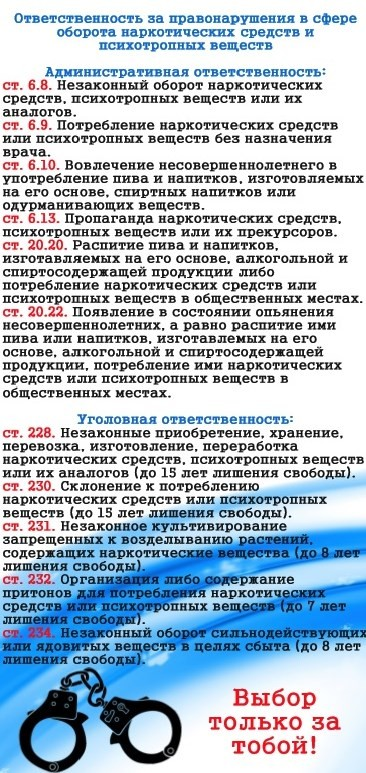 Ответственность за правонарушения в сфере
оборота наркотических средств и
психотропных веществ
Административная ответственность:
ст. 6.8. Незаконный оборот наркотических
средств, психотропных веществ или их
аналогов.
ст. 6.9. Потребление наркотических средств
или психотропных веществ без назначения
врача.
ст. 6.10. Вовлечение несовершеннолетнего в
употребление пива и напитков, изготовляемых
на его основе, спиртных напитков или
одурманивающих веществ.
ст. 6.13. Пропаганда наркотических средств,
психотропных веществ или их прекурсоров.
ст. 20.20. Распитие пива и напитков,
изготавляемых на его основе, алкогольной и
спиртосодержащей продукции либо
потребление наркотических средств или
психотропных веществ в общественных местах.
ст. 20.22. Появление в состоянии опьянения
несовершеннолетних, а равно распитие ими
пива или напитков, изготавлемых на его
основе, алкогольной и спиртосодержащей
продукции, потребление ими наркотических
средств или психотропных веществ в
общественных местах.
Уголовная ответственность:
ст. 228. Незаконные приобретение, хранение,
перевозка, изготовление, переработка
наркотических средств, психотропных веществ
или их аналогов (до 15 лет лишения свободы).
ст. 230. Склонение к потреблению
наркотических средств или психотропных
веществ (до 15 лет лишения свободы).
ст. 231. Незаконное культивирование
запрещенных к возделыванию растений,
содержащих наркотические вещества (до 8 лет
лишения свободы).
ст. 232. Организация либо содержание
притонов для потребления наркотических
средств или психотропных веществ (до 7 лет
лишения свободы).
ст. 234. Незаконный оборот сильнодействующих
или ядовитых веществ в целях сбыта (до 8 лет
лишения свободы).
Выбор
только за
тобой!